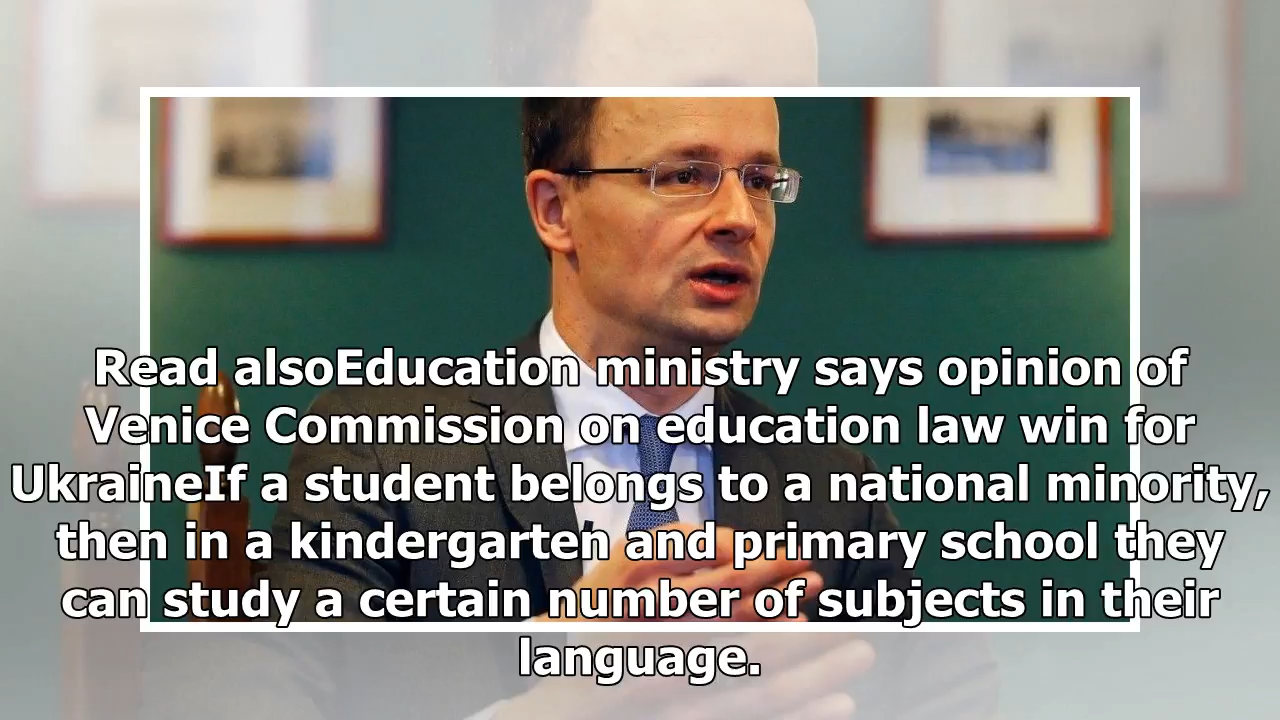 Read alsoEducation ministry says opinion of
Venice Commission on education law win for
UkraineIf a student belongs to a national minority,
then in a kindergarten and primary school they
can study a certain number of subjects in their
language.